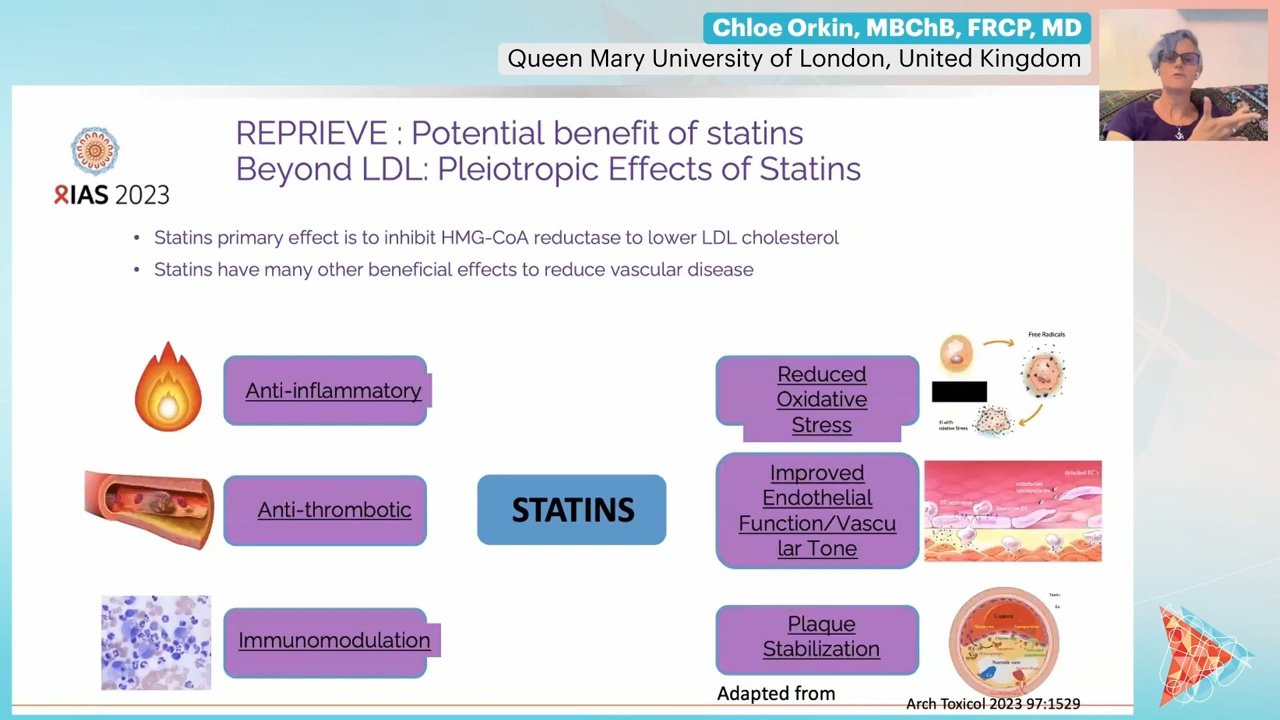 Chloe Orkin, MBChB, FRCP, MD
Queen Mary University of London, United Kingdom
IAS 2023
REPRIEVE : Potential benefit of statins
Beyond LDL: Pleiotropic Effects of Statins
• Statins primary effect is to inhibit HMG-CoA reductase to lower LDL cholesterol
• Statins have many other beneficial effects to reduce vascular disease
Anti-inflammatory
Anti-thrombotic
Immunomodulation
STATINS
Reduced
Oxidative
Stress
Free Radicals
Improved
Endothelial
Function/Vascu
lar Tone
Plaque
Stabilization
Lumen
Adapted from
Arch Toxicol 2023 97:1529